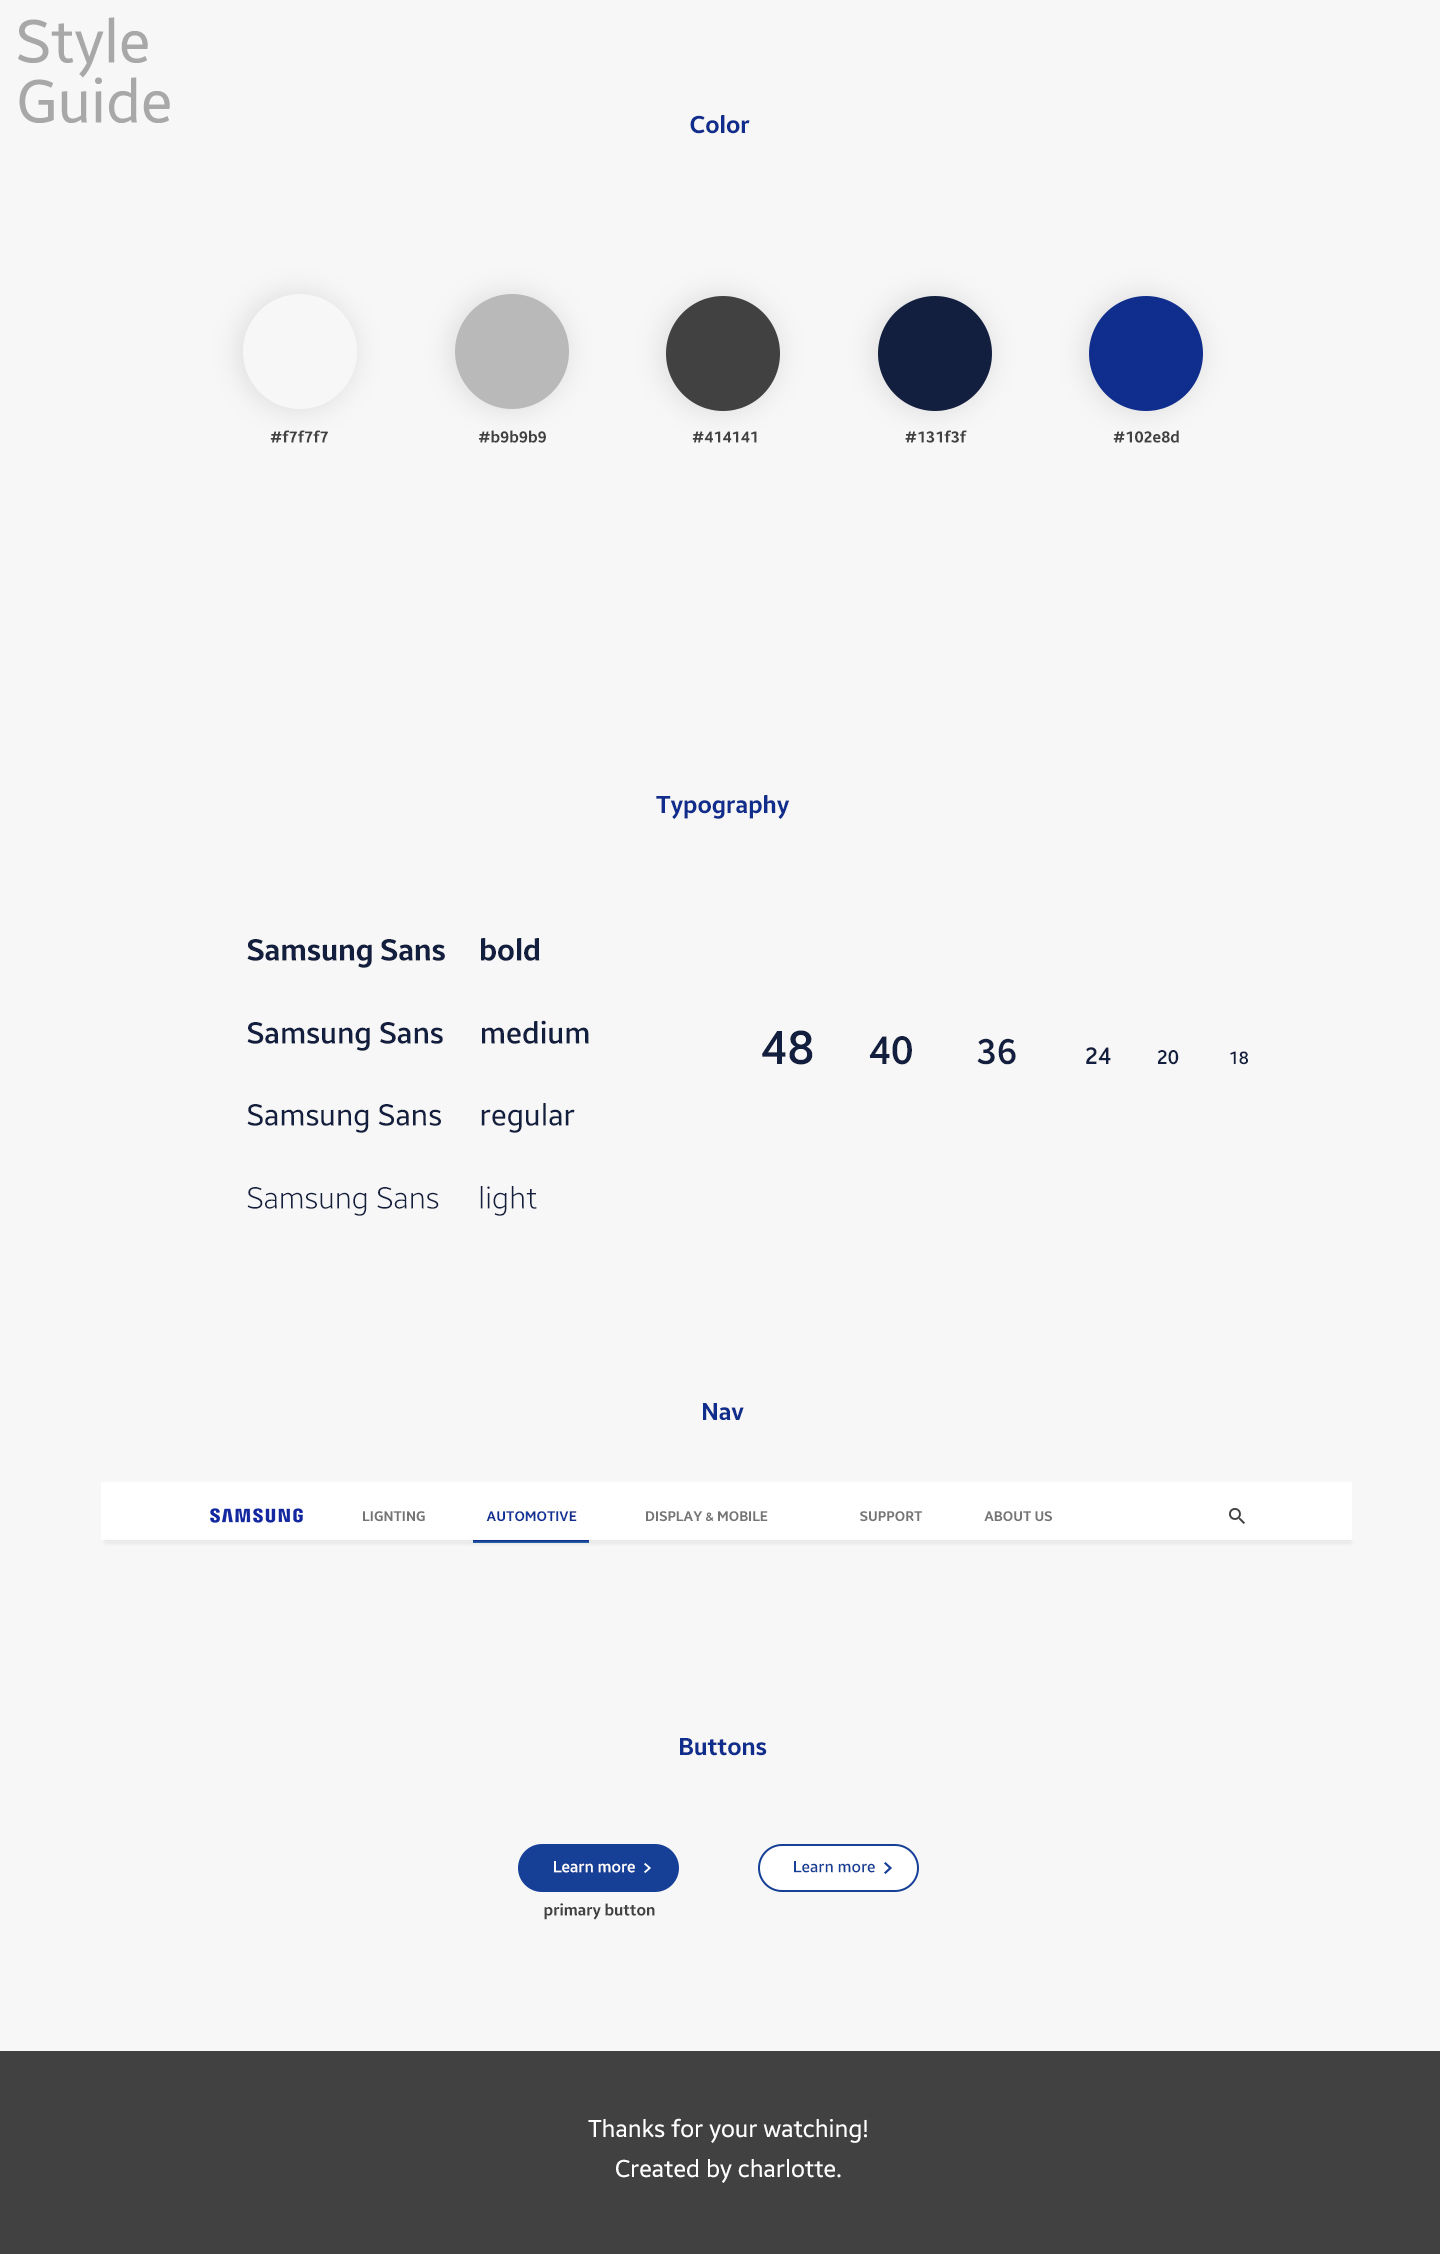 Style
Guide
Color
#f7f7f7 #b9b9b9 #414141 #131f3f #102e8d
Typography
Samsung Sans bold
Samsung Sans medium
48 40 36 24 20 18
Samsung Sans regular
Samsung Sans light
Nav
SAMSUNG LIGNTING AUTOMOTIVE DISPLAY & MOBILE SUPPORT ABOUT US
Buttons
Learn more Learn more
primary button
Thanks for your watching!
Created by charlotte.